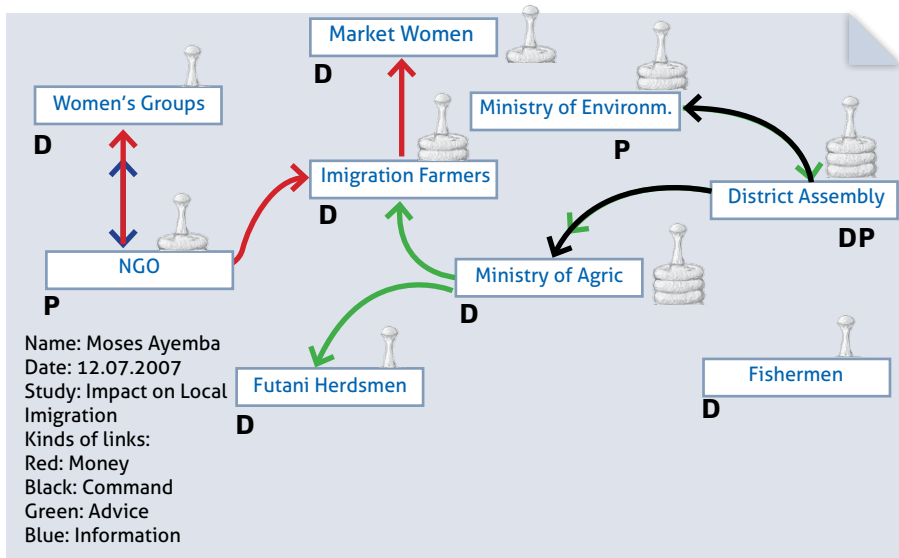 Market Women
D
Women's Groups
D
Ministry of Environm.
P
Imigration Farmers
D
District Assembly
DP
NGO
P
Ministry of Agric
D
Futani Herdsmen
D
Fishermen
D
Name: Moses Ayemba
Date: 12.07.2007
Study: Impact on Local
Imigration
Kinds of links:
Red: Money
Black: Command
Green: Advice
Blue: Information